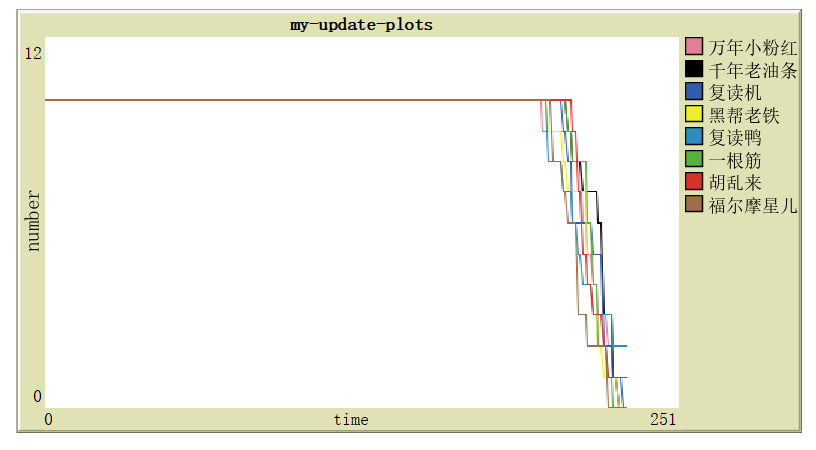 my-update-plots
12
number
0
0
time
251
万年小粉红
千年老油条
复读机
黑帮老铁
复读鸭
一根筋
胡乱来
福尔摩星儿